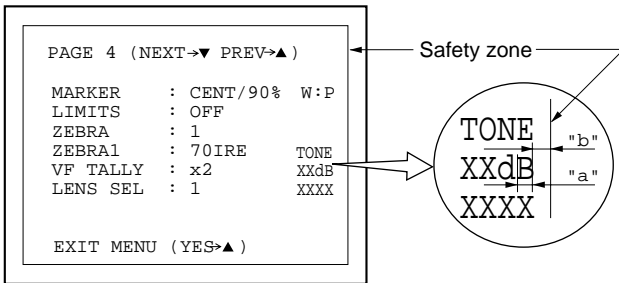 PAGE 4 (NEXT→▼ PREV→▲)
Safety zone
MARKER : CENT/90% W:P
LIMITS : OFF
ZEBRA : 1
ZEBRA1 : 70IRE TONE
VF TALLY : x2 XXdB
LENS SEL : 1 XXXX
EXIT MENU (YES→▲)
TONE
"b"
XXdB
"a"
XXXX